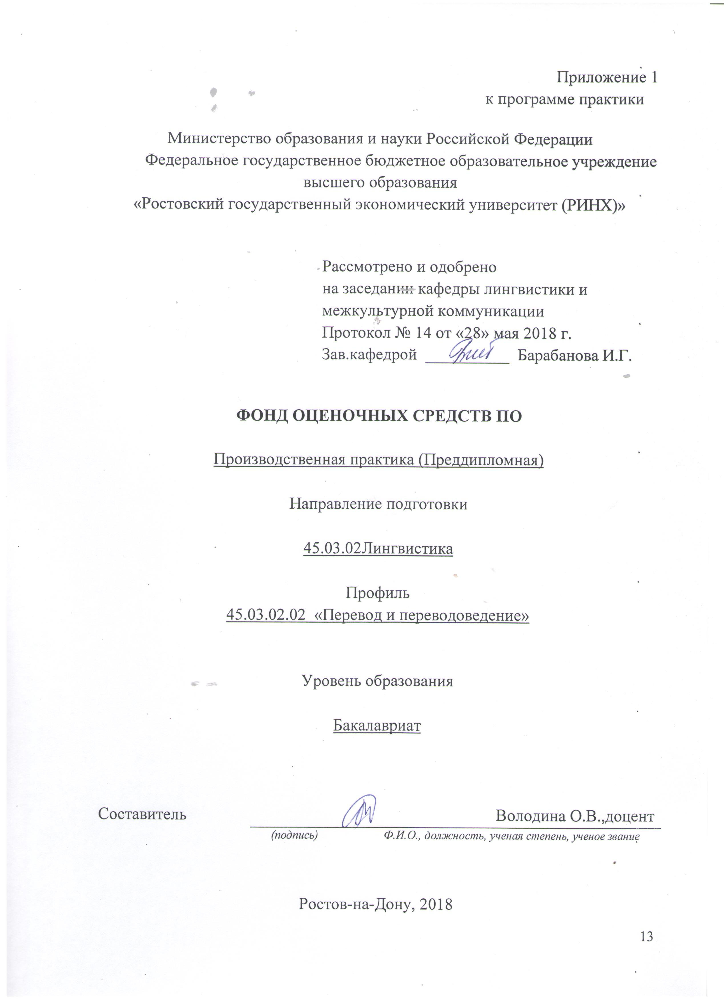 Приложение 1
к программе практики
Министерство образования и науки Российской Федерации
Федеральное государственное бюджетное образовательное учреждение
высшего образования
«Ростовский государственный экономический университет (РИНХ)»
Рассмотрено и одобрено
на заседании кафедры лингвистики и
межкультурной коммуникации
Протокол № 14 от «28» мая 2018 г.
Зав.кафедрой ___________ Барабанова И.Г.
ФОНД ОЦЕНОЧНЫХ СРЕДСТВ ПО
Производственная практика (Преддипломная)
Направление подготовки
45.03.02Лингвистика
Профиль
45.03.02.02 «Перевод и переводоведение»
Уровень образования
Бакалавриат
Составитель Володина О.В.,доцент
(подпись) Ф.И.О., должность, ученая степень, ученое звание
Ростов-на-Дону, 2018
13